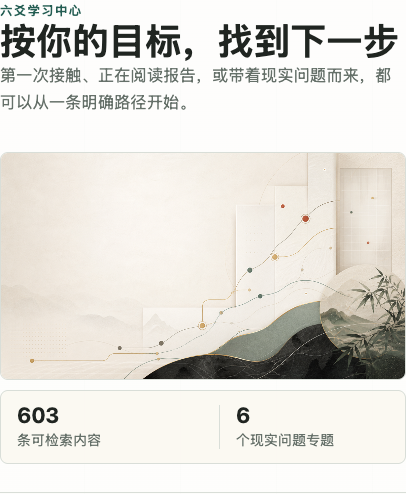 六爻学习中心
按你的目标，找到下一步
第一次接触、正在阅读报告，或带着现实问题而来，都
可以从一条明确路径开始。
603
条可检索内容
6
个现实问题专题